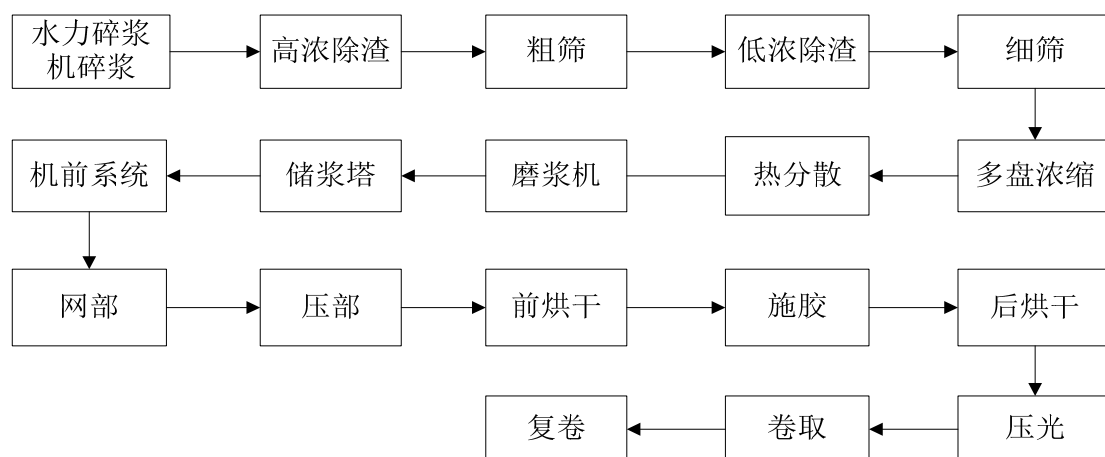 水力碎浆
机碎浆
高浓除渣
粗筛
低浓除渣
细筛
机前系统
储浆塔
磨浆机
热分散
多盘浓缩
网部
压部
前烘干
施胶
后烘干
复卷
卷取
压光